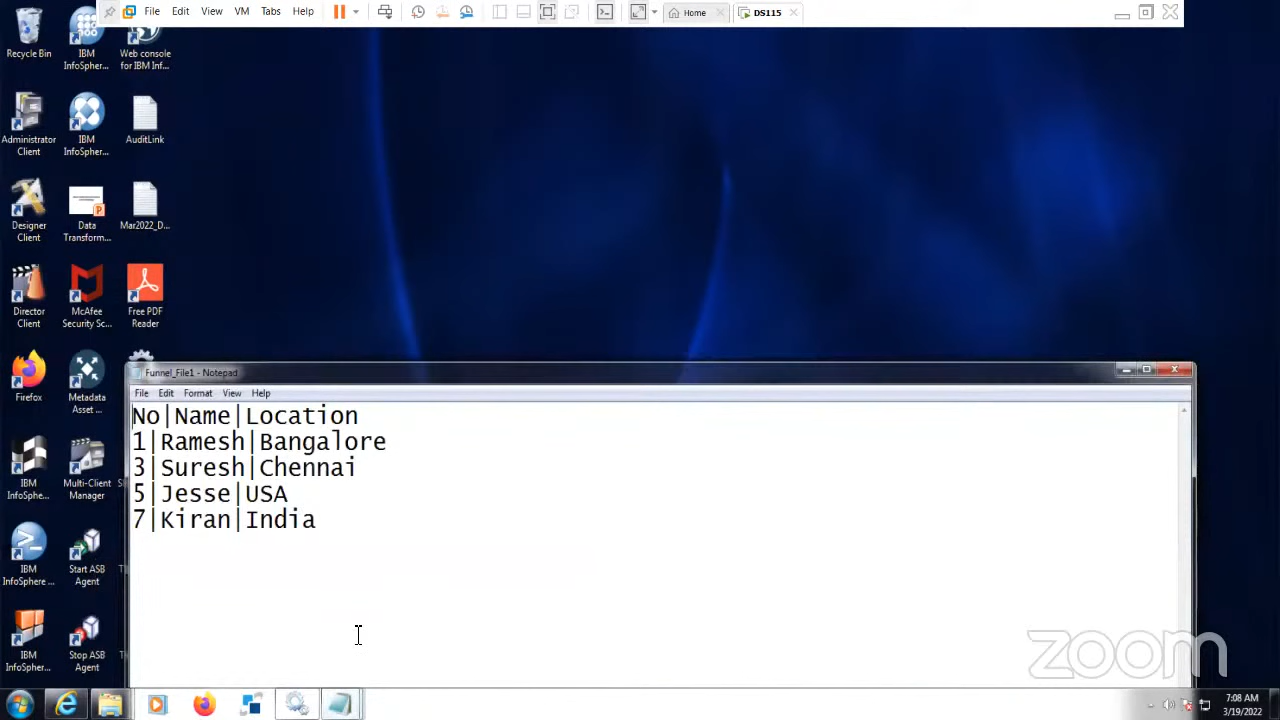 File Edit View VM Tabs Help
Home
DS115
Recycle Bin
IBM InfoSpher...
Web console for IBM Inf...
Administrator Client
IBM InfoSpher...
AuditLink
Designer Client
Data Transform...
Mar2022_D...
Director Client
McAfee Security Sc...
Free PDF Reader
Firefox
Metadata Asset ...
IBM InfoSphe...
Multi-Client Manager
IBM InfoSphere ...
Start ASB Agent
IBM InfoSpher...
Stop ASB Agent
Funnel_File1 - Notepad
File Edit Format View Help
No|Name|Location
1|Ramesh|Bangalore
3|Suresh|Chennai
5|Jesse|USA
7|Kiran|India
zoom
7:08 AM
3/19/2022